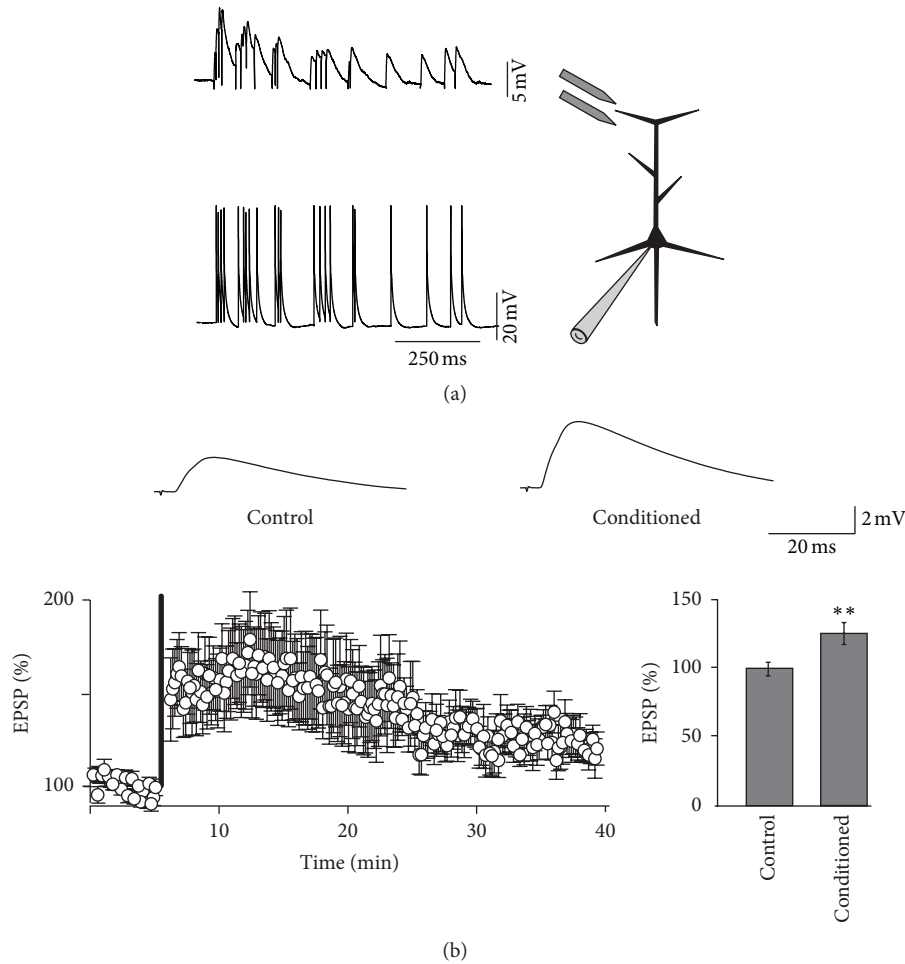 5 mV
20 mV
250 ms
(a)
Control
Conditioned
2 mV
20 ms
200
100
EPSP (%)
10
20
30
40
Time (min)
150
100
50
0
EPSP (%)
**
Control
Conditioned
(b)